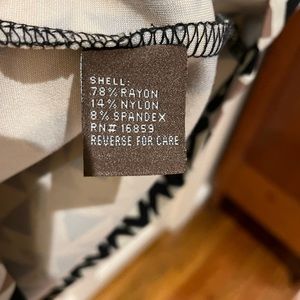 SHELL:
78% RAYON
14% NYLON
8% SPANDEX
RN# 16859
REVERSE FOR CARE